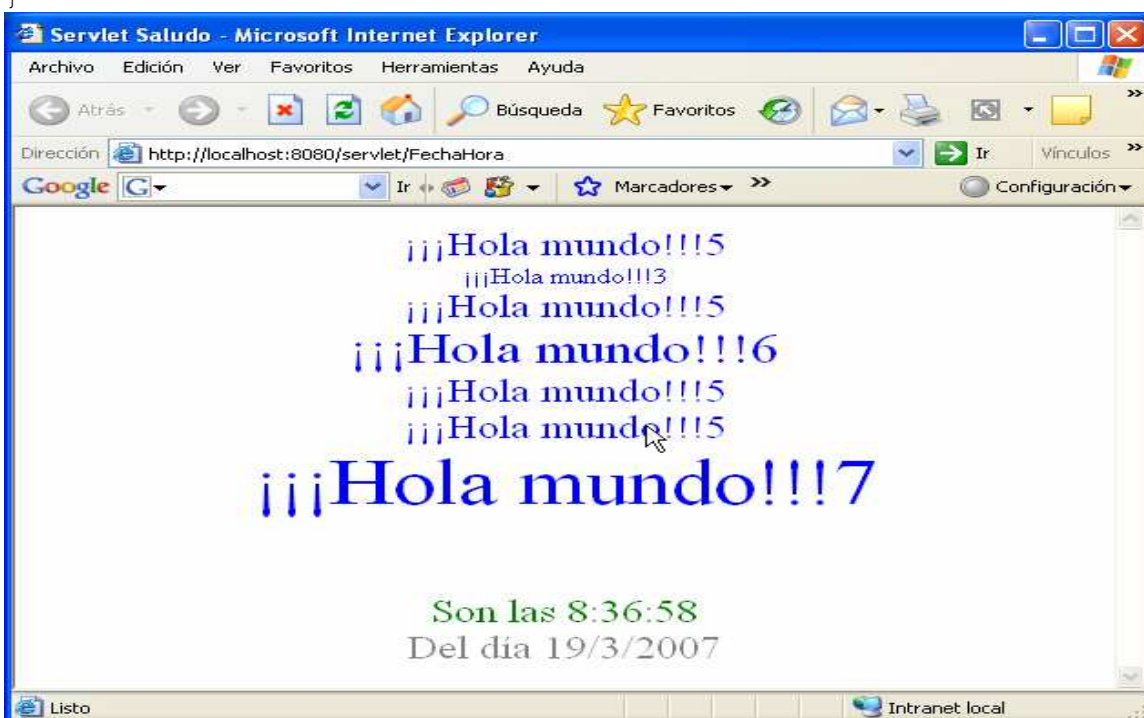 }
Servlet Saludo - Microsoft Internet Explorer
Archivo Edición Ver Favoritos Herramientas Ayuda
Atrás Búsqueda Favoritos »
Dirección http://localhost:8080/servlet/FechaHora Ir Vínculos »
Google G Ir Marcadores » Configuración
¡¡¡Hola mundo!!!5
¡¡¡Hola mundo!!!3
¡¡¡Hola mundo!!!5
¡¡¡Hola mundo!!!6
¡¡¡Hola mundo!!!5
¡¡¡Hola mundo!!!5
¡¡¡Hola mundo!!!7
Son las 8:36:58
Del día 19/3/2007
Listo Intranet local